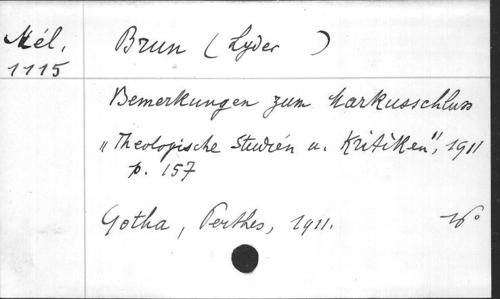 Mél.
1115
Brun (Lyder )
Bemerkungen zum Markusschluss
"Theologische Studien u. Kritiken", 1911
p. 157
Gotha, Perthes, 1911.